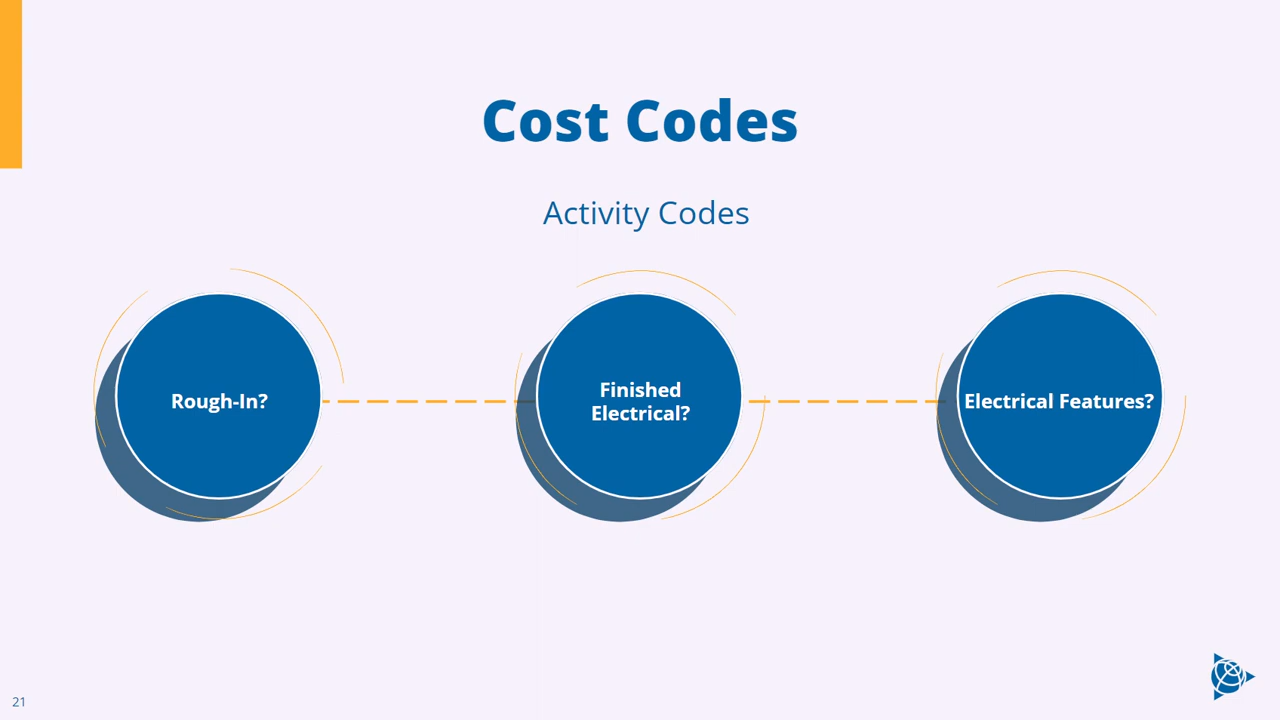 Cost Codes
Activity Codes
Rough-In?
Finished
Electrical?
Electrical Features?
21